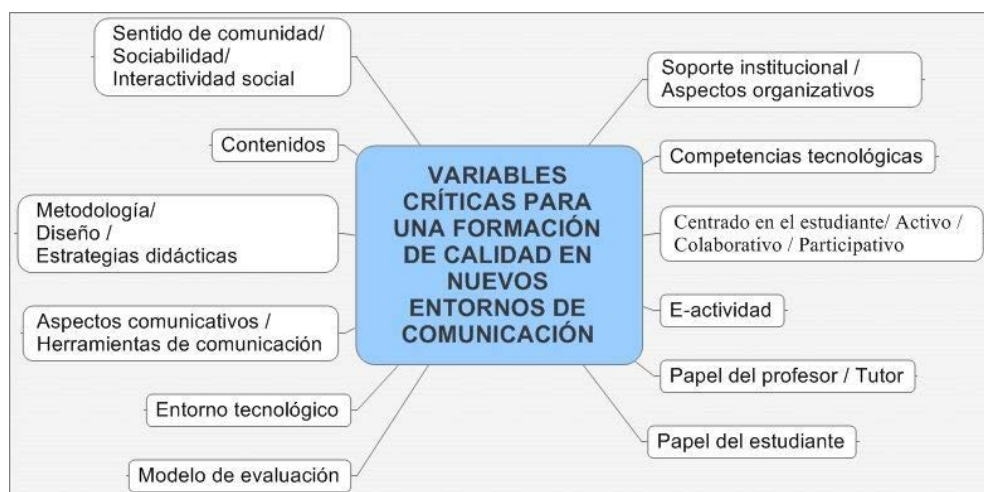 Sentido de comunidad/
Sociabilidad/
Interactividad social
Contenidos
Metodología/
Diseño /
Estrategias didácticas
Aspectos comunicativos /
Herramientas de comunicación
Entorno tecnológico
Modelo de evaluación
VARIABLES
CRÍTICAS PARA
UNA FORMACIÓN
DE CALIDAD EN
NUEVOS
ENTORNOS DE
COMUNICACIÓN
Soporte institucional /
Aspectos organizativos
Competencias tecnológicas
Centrado en el estudiante/ Activo /
Colaborativo / Participativo
E-actividad
Papel del profesor / Tutor
Papel del estudiante